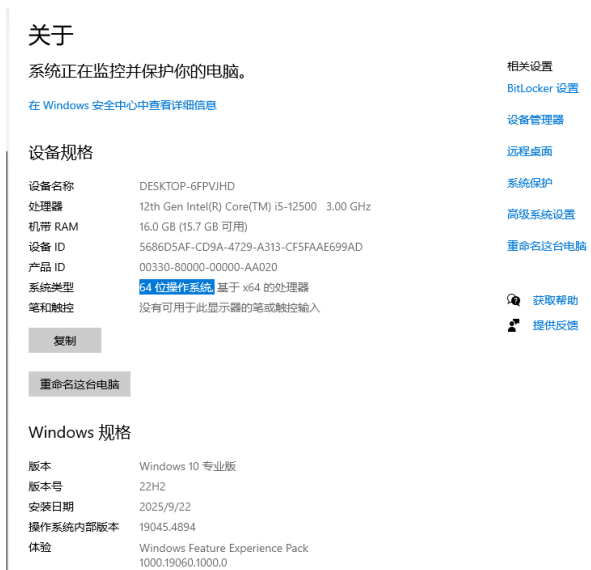 关于
系统正在监控并保护你的电脑。
在 Windows 安全中心中查看详细信息
设备规格
设备名称 DESKTOP-6FPVJHD
处理器 12th Gen Intel(R) Core(TM) i5-12500 3.00 GHz
机带 RAM 16.0 GB (15.7 GB 可用)
设备 ID 5686D5AF-CD9A-4729-A313-CF5FAAE699AD
产品 ID 00330-80000-00000-AA020
系统类型 64 位操作系统, 基于 x64 的处理器
笔和触控 没有可用于此显示器的笔或触控输入
复制
重命名这台电脑
Windows 规格
版本 Windows 10 专业版
版本号 22H2
安装日期 2025/9/22
操作系统内部版本 19045.4894
体验 Windows Feature Experience Pack
1000.19060.1000.0
相关设置
BitLocker 设置
设备管理器
远程桌面
系统保护
高级系统设置
重命名这台电脑
获取帮助
提供反馈